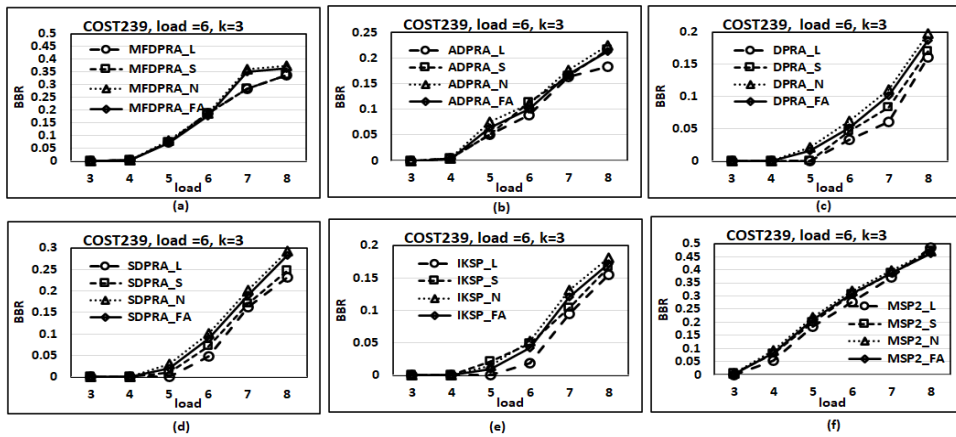 COST239, load =6, k=3
0.5
0.45
0.4
0.35
0.3
0.25
0.2
0.15
0.1
0.05
0
BBR
MFDPRA_L
MFDPRA_S
MFDPRA_N
MFDPRA_FA
3 4 5 6 7 8
load
(a)
COST239, load =6, k=3
0.25
0.2
0.15
0.1
0.05
0
BBR
ADPRA_L
ADPRA_S
ADPRA_N
ADPRA_FA
3 4 5 6 7 8
load
(b)
COST239, load =6, k=3
0.2
0.15
0.1
0.05
0
BBR
DPRA_L
DPRA_S
DPRA_N
DPRA_FA
3 4 5 6 7 8
load
(c)
COST239, load =6, k=3
0.3
0.25
0.2
0.15
0.1
0.05
0
BBR
SDPRA_L
SDPRA_S
SDPRA_N
SDPRA_FA
3 4 5 6 7 8
load
(d)
COST239, load =6, k=3
0.2
0.15
0.1
0.05
0
BBR
IKSP_L
IKSP_S
IKSP_N
IKSP_FA
3 4 5 6 7 8
load
(e)
COST239, load =6, k=3
0.5
0.45
0.4
0.35
0.3
0.25
0.2
0.15
0.1
0.05
0
BBR
MSP2_L
MSP2_S
MSP2_N
MSP2_FA
3 4 5 6 7 8
load
(f)